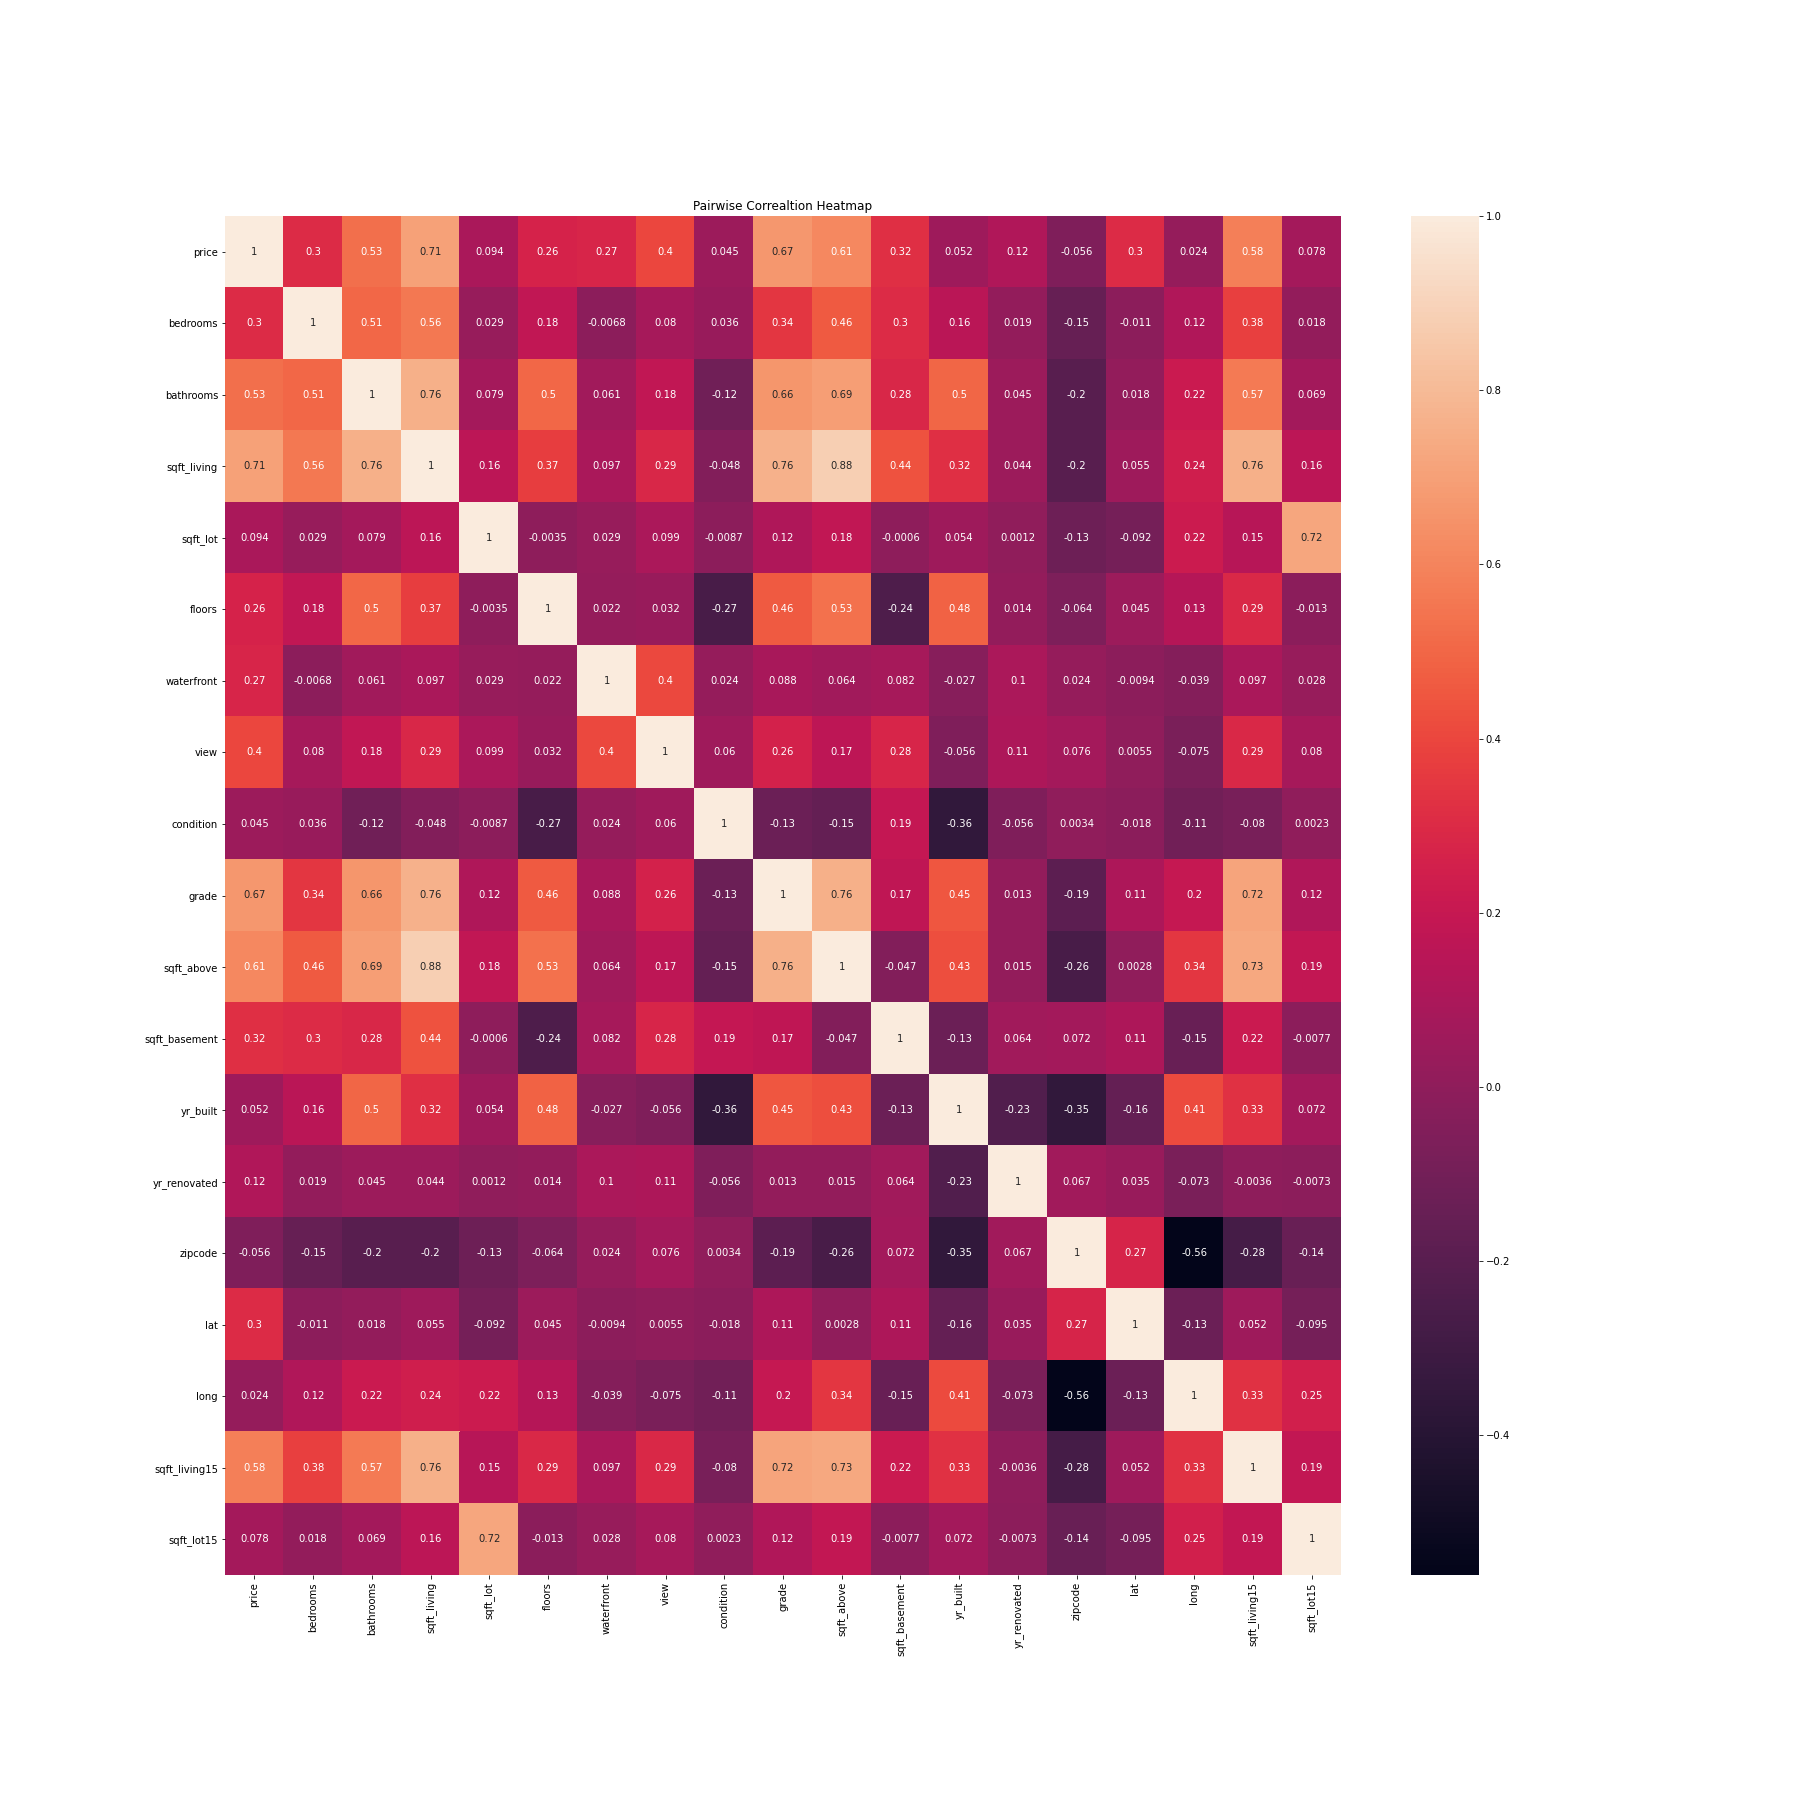 Pairwise Correaltion Heatmap
price 1 0.3 0.53 0.71 0.094 0.26 0.27 0.4 0.045 0.67 0.61 0.32 0.052 0.12 -0.056 0.3 0.024 0.58 0.078
bedrooms 0.3 1 0.51 0.56 0.029 0.18 -0.0068 0.08 0.036 0.34 0.46 0.3 0.16 0.019 -0.15 -0.011 0.12 0.38 0.018
bathrooms 0.53 0.51 1 0.76 0.079 0.5 0.061 0.18 -0.12 0.66 0.69 0.28 0.5 0.045 -0.2 0.018 0.22 0.57 0.069
sqft_living 0.71 0.56 0.76 1 0.16 0.37 0.097 0.29 -0.048 0.76 0.88 0.44 0.32 0.044 -0.2 0.055 0.24 0.76 0.16
sqft_lot 0.094 0.029 0.079 0.16 1 -0.0035 0.029 0.099 -0.0087 0.12 0.18 -0.0006 0.054 0.0012 -0.13 -0.092 0.22 0.15 0.72
floors 0.26 0.18 0.5 0.37 -0.0035 1 0.022 0.032 -0.27 0.46 0.53 -0.24 0.48 0.014 -0.064 0.045 0.13 0.29 -0.013
waterfront 0.27 -0.0068 0.061 0.097 0.029 0.022 1 0.4 0.024 0.088 0.064 0.082 -0.027 0.1 0.024 -0.0094 -0.039 0.097 0.028
view 0.4 0.08 0.18 0.29 0.099 0.032 0.4 1 0.06 0.26 0.17 0.28 -0.056 0.11 0.076 0.0055 -0.075 0.29 0.08
condition 0.045 0.036 -0.12 -0.048 -0.0087 -0.27 0.024 0.06 1 -0.13 -0.15 0.19 -0.36 -0.056 0.0034 -0.018 -0.11 -0.08 0.0023
grade 0.67 0.34 0.66 0.76 0.12 0.46 0.088 0.26 -0.13 1 0.76 0.17 0.45 0.013 -0.19 0.11 0.2 0.72 0.12
sqft_above 0.61 0.46 0.69 0.88 0.18 0.53 0.064 0.17 -0.15 0.76 1 -0.047 0.43 0.015 -0.26 0.0028 0.34 0.73 0.19
sqft_basement 0.32 0.3 0.28 0.44 -0.0006 -0.24 0.082 0.28 0.19 0.17 -0.047 1 -0.13 0.064 0.072 0.11 -0.15 0.22 -0.0077
yr_built 0.052 0.16 0.5 0.32 0.054 0.48 -0.027 -0.056 -0.36 0.45 0.43 -0.13 1 -0.23 -0.35 -0.16 0.41 0.33 0.072
yr_renovated 0.12 0.019 0.045 0.044 0.0012 0.014 0.1 0.11 -0.056 0.013 0.015 0.064 -0.23 1 0.067 0.035 -0.073 -0.0036 -0.0073
zipcode -0.056 -0.15 -0.2 -0.2 -0.13 -0.064 0.024 0.076 0.0034 -0.19 -0.26 0.072 -0.35 0.067 1 0.27 -0.56 -0.28 -0.14
lat 0.3 -0.011 0.018 0.055 -0.092 0.045 -0.0094 0.0055 -0.018 0.11 0.0028 0.11 -0.16 0.035 0.27 1 -0.13 0.052 -0.095
long 0.024 0.12 0.22 0.24 0.22 0.13 -0.039 -0.075 -0.11 0.2 0.34 -0.15 0.41 -0.073 -0.56 -0.13 1 0.33 0.25
sqft_living15 0.58 0.38 0.57 0.76 0.15 0.29 0.097 0.29 -0.08 0.72 0.73 0.22 0.33 -0.0036 -0.28 0.052 0.33 1 0.19
sqft_lot15 0.078 0.018 0.069 0.16 0.72 -0.013 0.028 0.08 0.0023 0.12 0.19 -0.0077 0.072 -0.0073 -0.14 -0.095 0.25 0.19 1
price bedrooms bathrooms sqft_living sqft_lot floors waterfront view condition grade sqft_above sqft_basement yr_built yr_renovated zipcode lat long sqft_living15 sqft_lot15
1.0
0.8
0.6
0.4
0.2
0.0
−0.2
−0.4